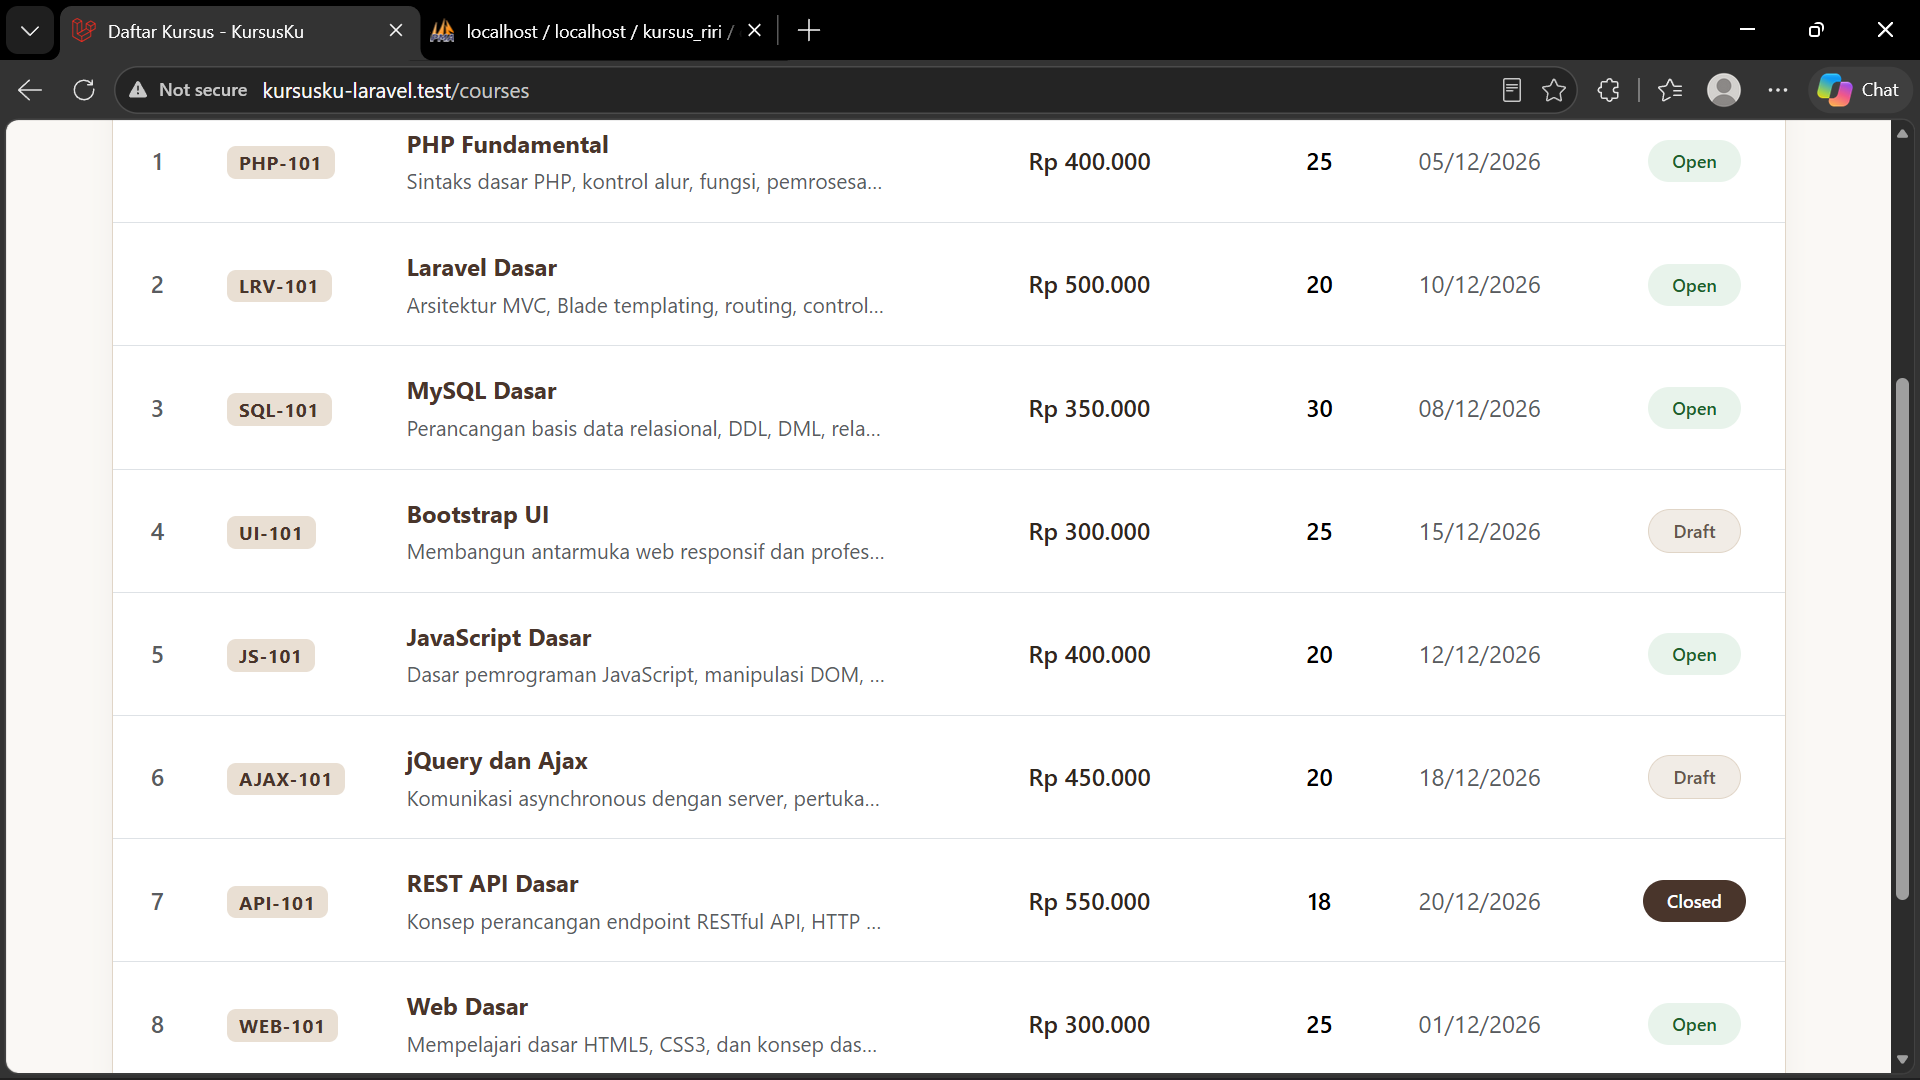 Daftar Kursus - KursusKu
localhost / localhost / kursus_riri /
Not secure kursusku-laravel.test/courses
Chat
1 PHP-101 PHP Fundamental Rp 400.000 25 05/12/2026 Open
Sintaks dasar PHP, kontrol alur, fungsi, pemrosesa...
2 LRV-101 Laravel Dasar Rp 500.000 20 10/12/2026 Open
Arsitektur MVC, Blade templating, routing, control...
3 SQL-101 MySQL Dasar Rp 350.000 30 08/12/2026 Open
Perancangan basis data relasional, DDL, DML, rela...
4 UI-101 Bootstrap UI Rp 300.000 25 15/12/2026 Draft
Membangun antarmuka web responsif dan profes...
5 JS-101 JavaScript Dasar Rp 400.000 20 12/12/2026 Open
Dasar pemrograman JavaScript, manipulasi DOM, ...
6 AJAX-101 jQuery dan Ajax Rp 450.000 20 18/12/2026 Draft
Komunikasi asynchronous dengan server, pertuka...
7 API-101 REST API Dasar Rp 550.000 18 20/12/2026 Closed
Konsep perancangan endpoint RESTful API, HTTP ...
8 WEB-101 Web Dasar Rp 300.000 25 01/12/2026 Open
Mempelajari dasar HTML5, CSS3, dan konsep das...